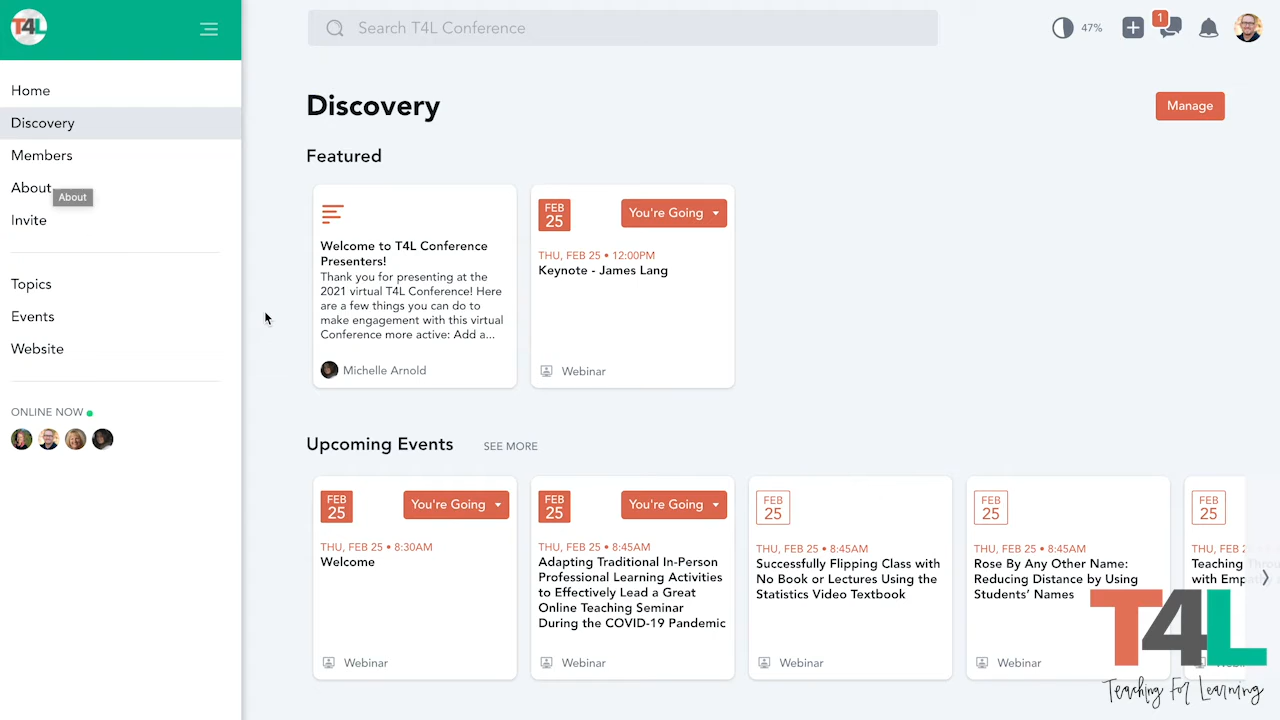 T4L
Search T4L Conference
47%
1
Home
Discovery
Members
About
About
Invite
Topics
Events
Website
ONLINE NOW
Discovery
Manage
Featured
Welcome to T4L Conference
Presenters!
Thank you for presenting at the
2021 virtual T4L Conference! Here
are a few things you can do to
make engagement with this virtual
Conference more active: Add a...
Michelle Arnold
FEB
25
You're Going
THU, FEB 25 • 12:00PM
Keynote - James Lang
Webinar
Upcoming Events
SEE MORE
FEB
25
You're Going
THU, FEB 25 • 8:30AM
Welcome
Webinar
FEB
25
You're Going
THU, FEB 25 • 8:45AM
Adapting Traditional In-Person
Professional Learning Activities
to Effectively Lead a Great
Online Teaching Seminar
During the COVID-19 Pandemic
Webinar
FEB
25
THU, FEB 25 • 8:45AM
Successfully Flipping Class with
No Book or Lectures Using the
Statistics Video Textbook
Webinar
FEB
25
THU, FEB 25 • 8:45AM
Rose By Any Other Name:
Reducing Distance by Using
Students’ Names
Webinar
FEB
25
THU, FEB
Teaching
with
T4L
Teaching For Learning